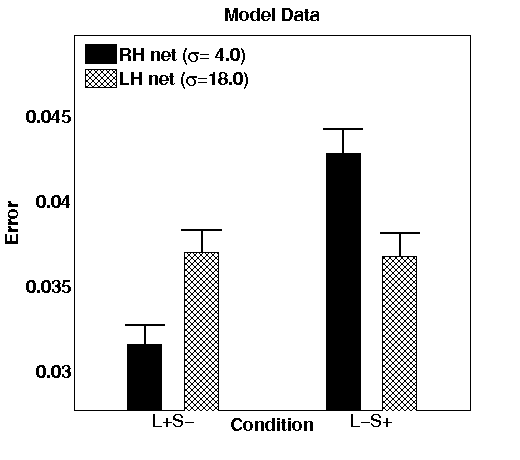 Model Data
RH net (σ= 4.0)
LH net (σ=18.0)
0.045
0.04
0.035
0.03
Error
L+S−
L−S+
Condition